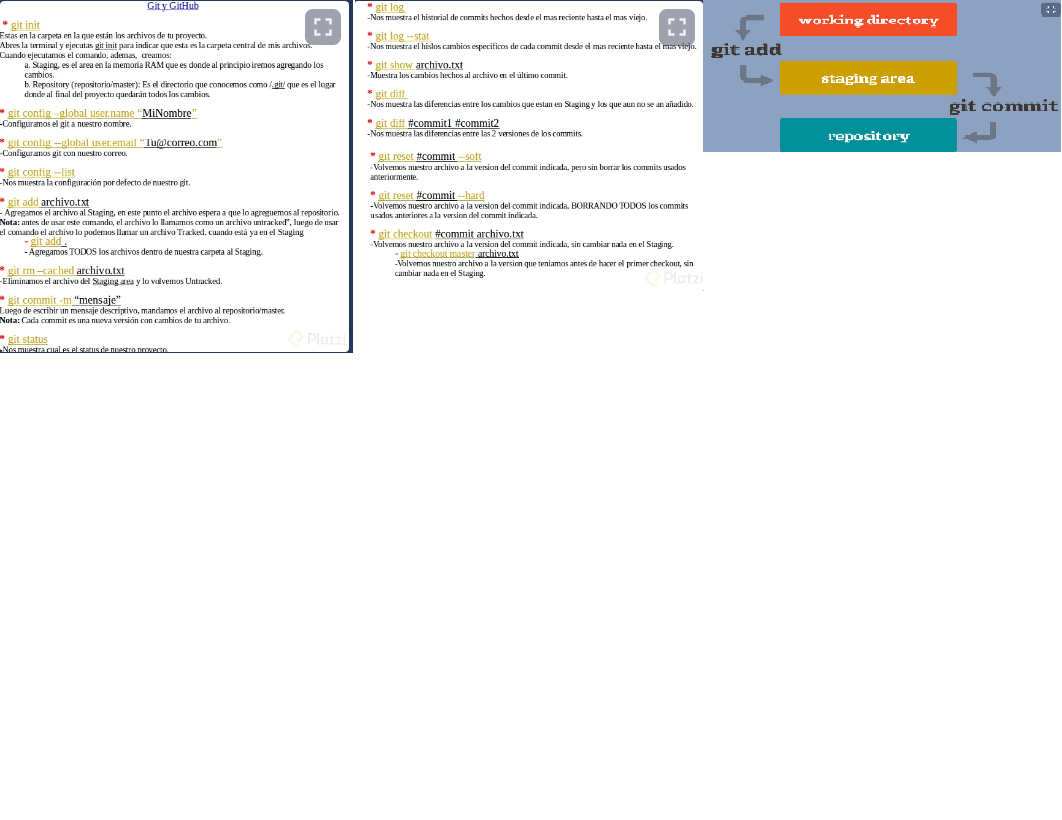 Git y GitHub
* git init
Estas en la carpeta en la que están los archivos de tu proyecto.
Abres la terminal y ejecutas git init para indicar que esta es la carpeta central de mis archivos.
Cuando ejecutamos el comando, ademas, creamos:
a. Staging, es el area en la memoria RAM que es donde al principio iremos agregando los
cambios.
b. Repository (repositorio/master): Es el directorio que conocemos como /.git/ que es el lugar
donde al final del proyecto quedarán todos los cambios.
* git config –global user.name “MiNombre”
-Configuramos el git a nuestro nombre.
* git config --global user.email “Tu@correo.com”
-Configuramos git con nuestro correo.
* git config --list
-Nos muestra la configuración por defecto de nuestro git.
* git add archivo.txt
- Agregamos el archivo al Staging, en este punto el archivo espera a que lo agreguemos al repositorio.
Nota: antes de usar este comando, el archivo lo llamamos como un archivo untracked”, luego de usar
el comando el archivo lo podemos llamar un archivo Tracked, cuando está ya en el Staging
- git add .
- Agregamos TODOS los archivos dentro de nuestra carpeta al Staging.
* git rm –cached archivo.txt
-Eliminamos el archivo del Staging area y lo volvemos Untracked.
* git commit -m “mensaje”
Luego de escribir un mensaje descriptivo, mandamos el archivo al repositorio/master.
Nota: Cada commit es una nueva versión con cambios de tu archivo.
* git status
-Nos muestra cual es el status de nuestro proyecto.
Platzi
* git log
-Nos muestra el historial de commits hechos desde el mas reciente hasta el mas viejo.
* git log --stat
-Nos muestra el hislos cambios especificos de cada commit desde el mas reciente hasta el mas viejo.
* git show archivo.txt
-Muestra los cambios hechos al archivo en el último commit.
* git diff
-Nos muestra las diferencias entre los cambios que estan en Staging y los que aun no se an añadido.
* git diff #commit1 #commit2
-Nos muestra las diferencias entre las 2 versiones de los commits.
* git reset #commit --soft
-Volvemos nuestro archivo a la version del commit indicada, pero sin borrar los commits usados
anteriormente.
* git reset #commit --hard
-Volvemos nuestro archivo a la version del commit indicada, BORRANDO TODOS los commits
usados anteriores a la version del commit indicada.
* git checkout #commit archivo.txt
-Volvemos nuestro archivo a la version del commit indicada, sin cambiar nada en el Staging.
- git checkout master archivo.txt
-Volvemos nuestro archivo a la version que teniamos antes de hacer el primer checkout, sin
cambiar nada en el Staging.
Platzi
working directory
git add
staging area
git commit
repository